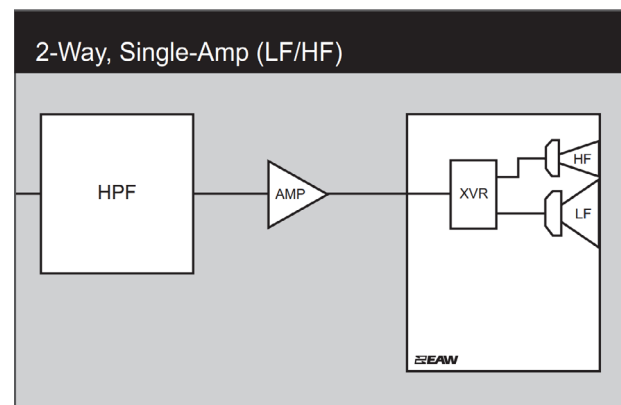 2-Way, Single-Amp (LF/HF)
HPF
AMP
XVR
HF
LF
EAW